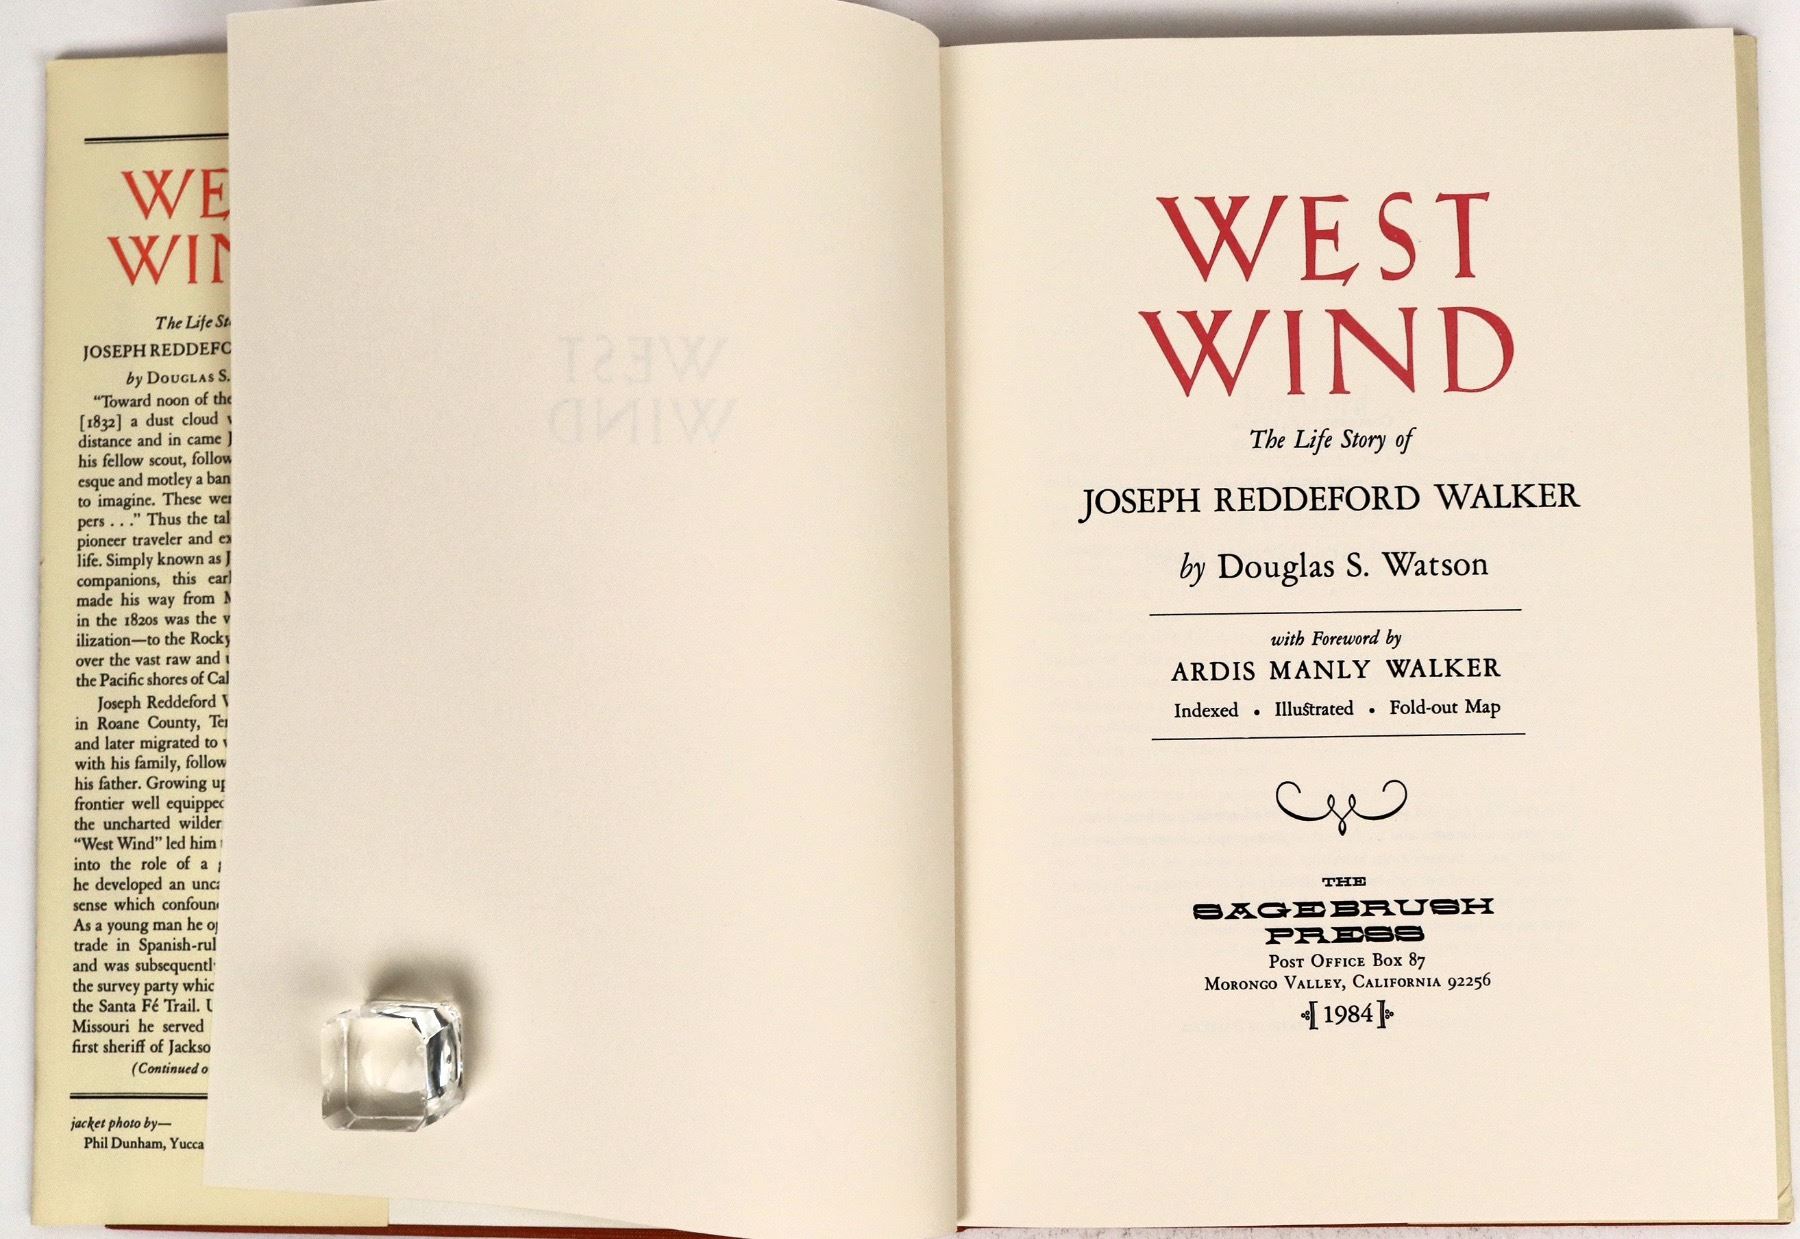 WE
WIN
The Life St
JOSEPH REDDEFO
by DOUGLAS S.
"Toward noon of the
[1832] a dust cloud
distance and in came
his fellow scout, follow
esque and motley a ban
to imagine. These wer
pers . . ." Thus the tal
pioneer traveler and ex
life. Simply known as J
companions, this earl
made his way from M
in the 1820s was the v
ilization—to the Rocky
over the vast raw and u
the Pacific shores of Cal
Joseph Reddeford W
in Roane County, Ten
and later migrated to w
with his family, follow
his father. Growing up
frontier well equipped
the uncharted wilder
"West Wind" led him
into the role of a g
he developed an unca
sense which confoun
As a young man he op
trade in Spanish-rul
and was subsequentl
the survey party whic
the Santa Fé Trail. U
Missouri he served
first sheriff of Jackso
(Continued o
jacket photo by—
Phil Dunham, Yucca
WEST
WIND
WEST
WIND
The Life Story of
JOSEPH REDDEFORD WALKER
by Douglas S. Watson
with Foreword by
ARDIS MANLY WALKER
Indexed • Illustrated • Fold-out Map
THE
SAGEBRUSH
PRESS
POST OFFICE BOX 87
MORONGO VALLEY, CALIFORNIA 92256
[1984]